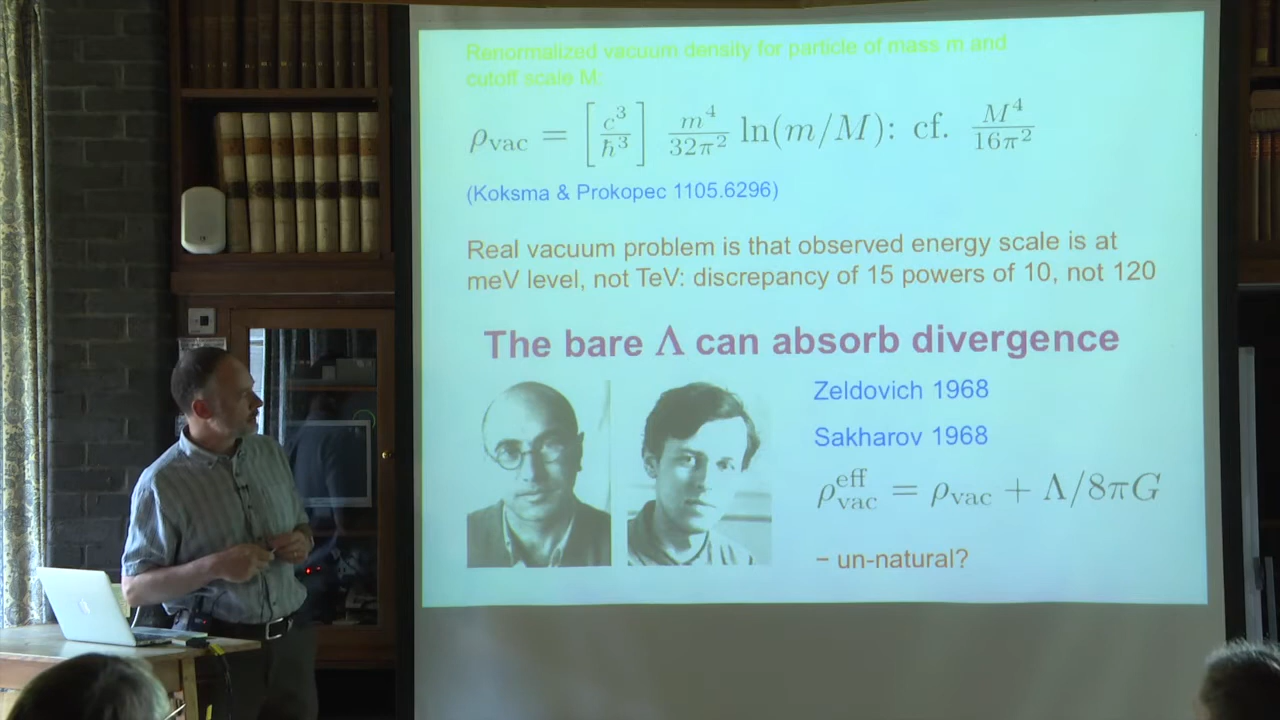 Renormalized vacuum density for particle of mass m and
cutoff scale M:
ρ_vac = [c³/ħ³] m⁴/32π² ln(m/M): cf. M⁴/16π²
(Koksma & Prokopec 1105.6296)
Real vacuum problem is that observed energy scale is at
meV level, not TeV: discrepancy of 15 powers of 10, not 120
The bare Λ can absorb divergence
Zeldovich 1968
Sakharov 1968
ρ_vac^eff = ρ_vac + Λ/8πG
– un-natural?